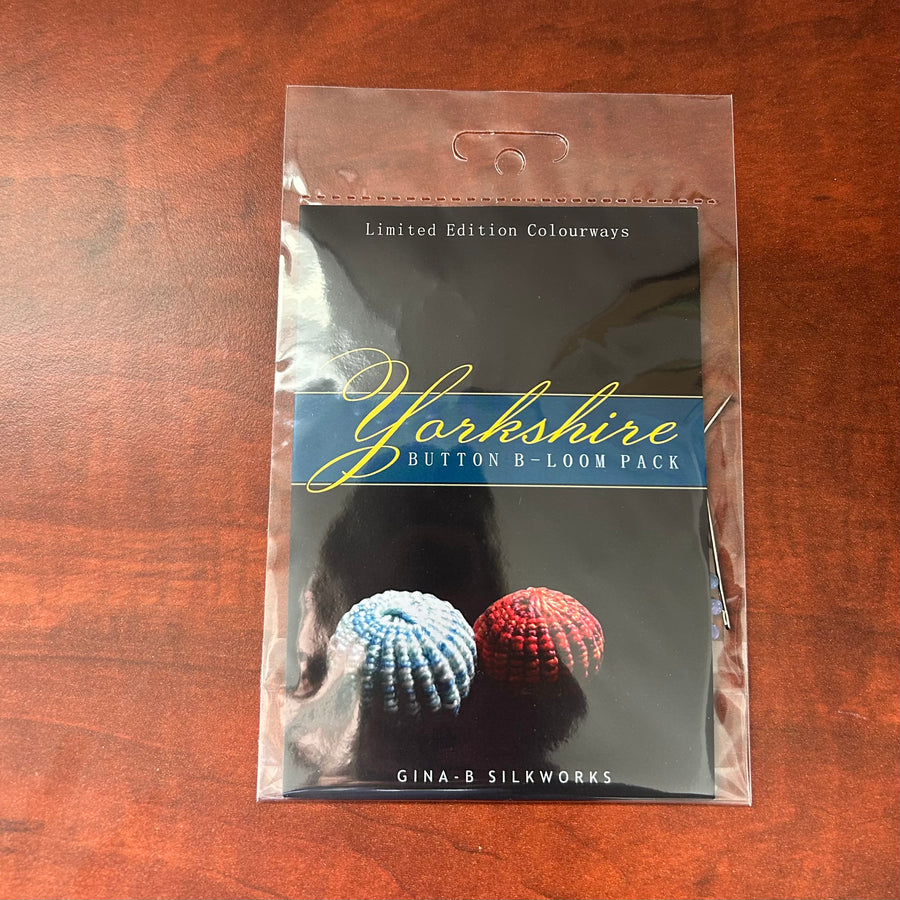 Limited Edition Colourways
Yorkshire
BUTTON B-LOOM PACK
GINA-B SILKWORKS